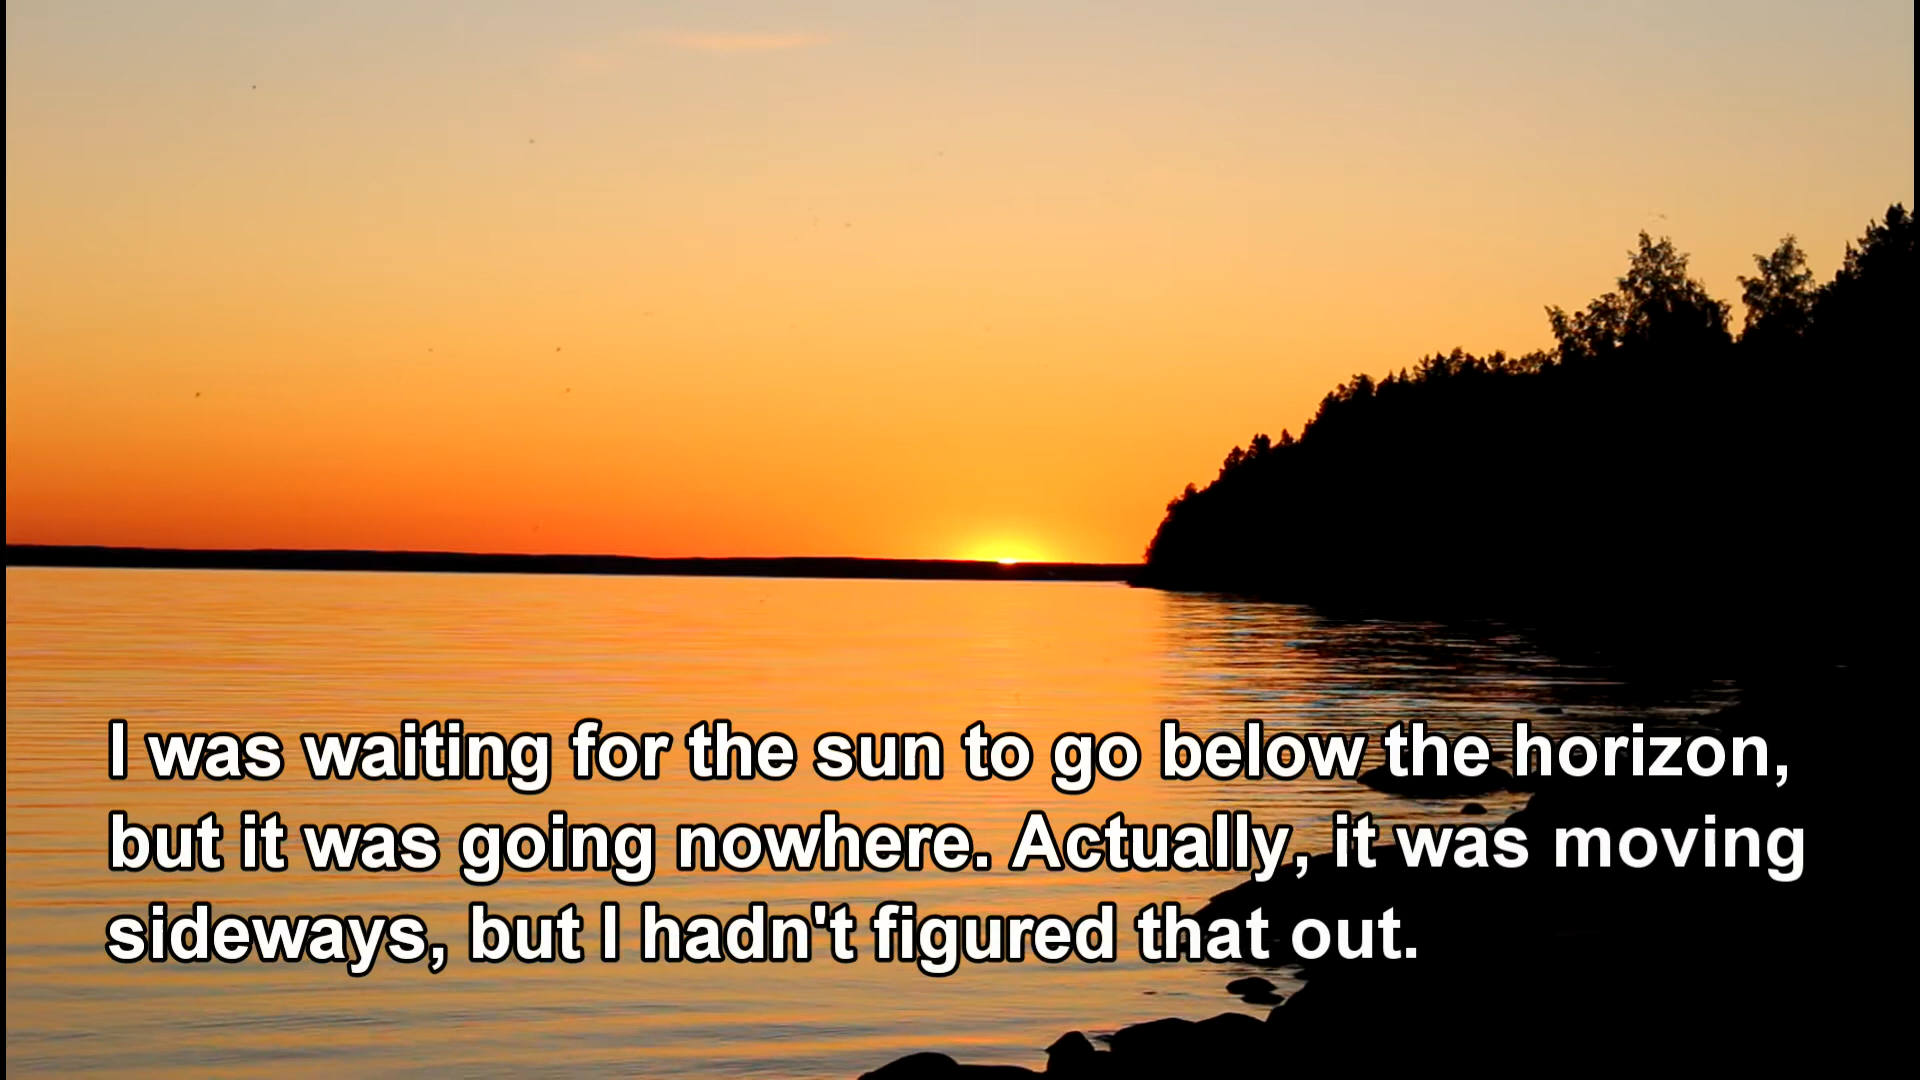 I was waiting for the sun to go below the horizon,
but it was going nowhere. Actually, it was moving
sideways, but I hadn't figured that out.